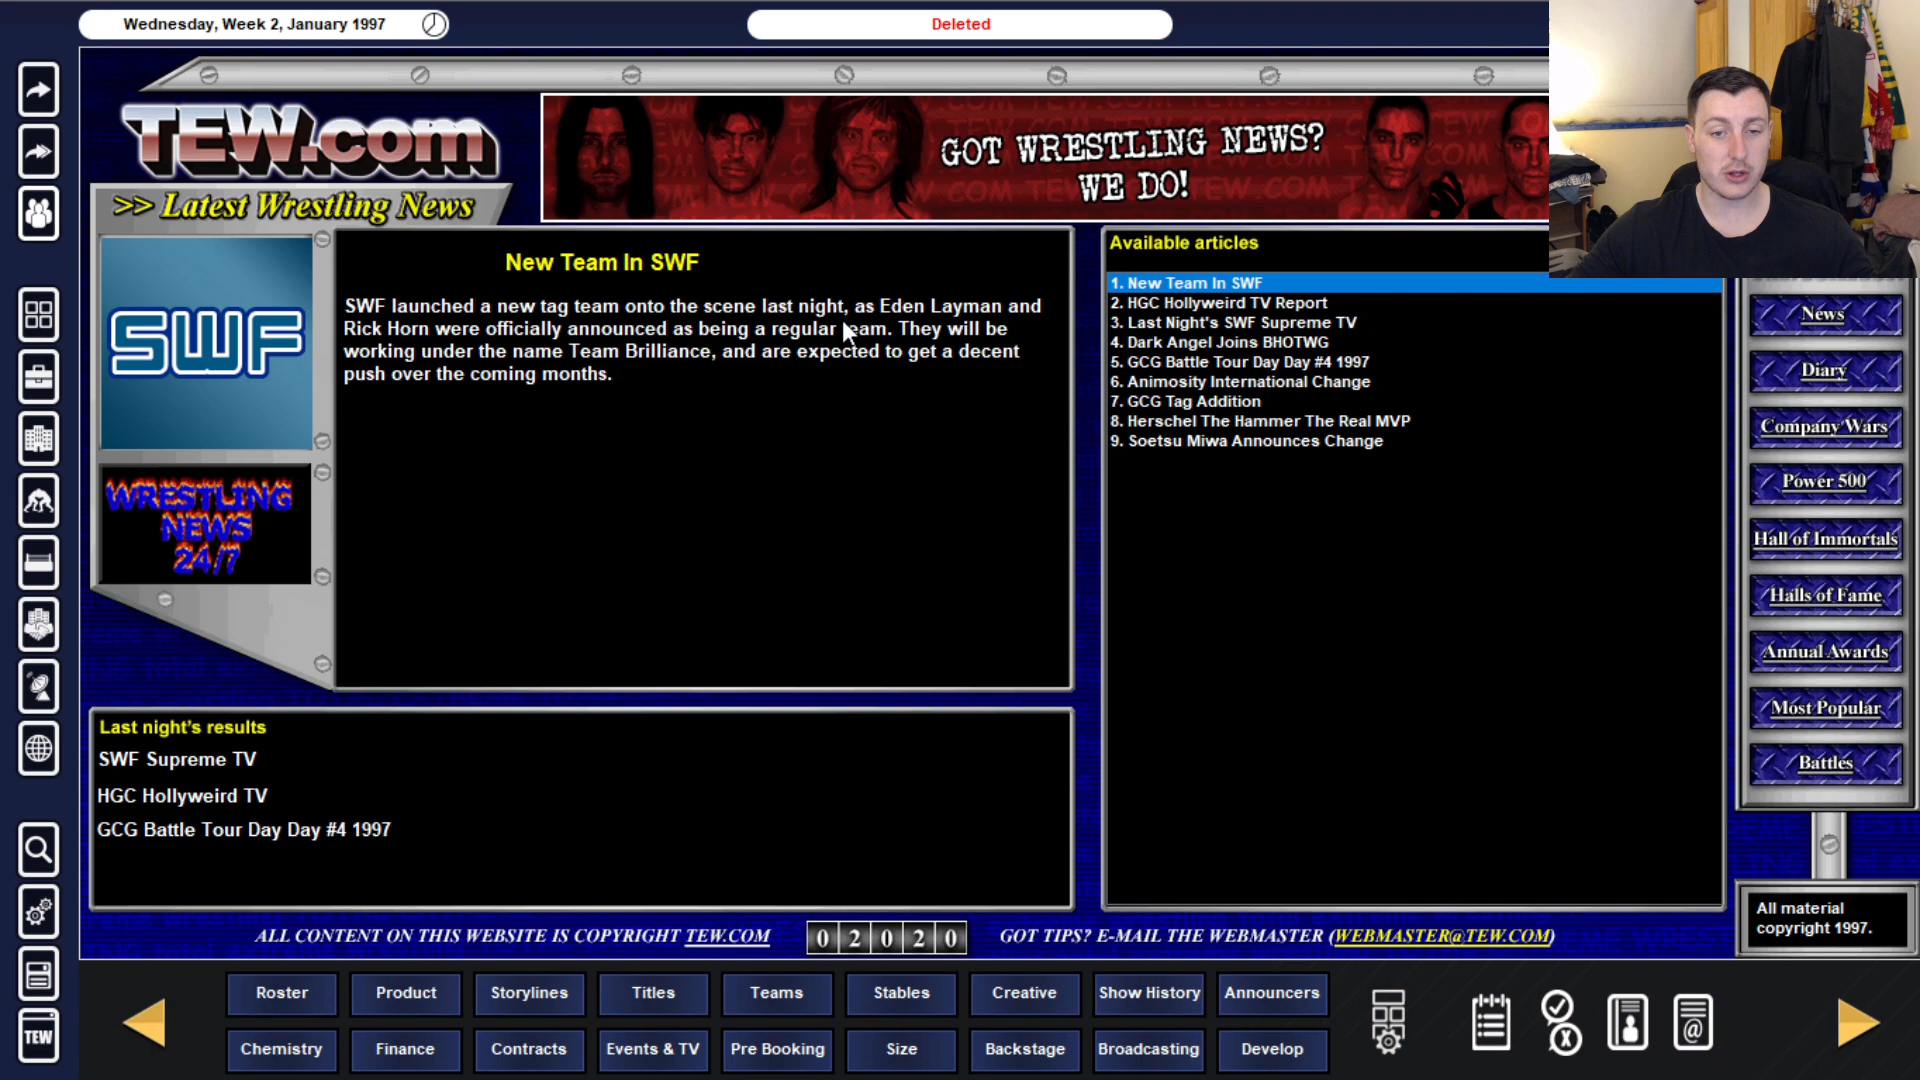 Wednesday, Week 2, January 1997
Deleted
TEW.com
>> Latest Wrestling News
GOT WRESTLING NEWS?
WE DO!
SWF
WRESTLING
NEWS
24/7
New Team In SWF
SWF launched a new tag team onto the scene last night, as Eden Layman and
Rick Horn were officially announced as being a regular team. They will be
working under the name Team Brilliance, and are expected to get a decent
push over the coming months.
Available articles
1. New Team In SWF
2. HGC Hollyweird TV Report
3. Last Night's SWF Supreme TV
4. Dark Angel Joins BHOTWG
5. GCG Battle Tour Day Day #4 1997
6. Animosity International Change
7. GCG Tag Addition
8. Herschel The Hammer The Real MVP
9. Soetsu Miwa Announces Change
News
Diary
Company Wars
Power 500
Hall of Immortals
Halls of Fame
Annual Awards
Most Popular
Battles
Last night's results
SWF Supreme TV
HGC Hollyweird TV
GCG Battle Tour Day Day #4 1997
All material
copyright 1997.
ALL CONTENT ON THIS WEBSITE IS COPYRIGHT TEW.COM
0 2 0 2 0
GOT TIPS? E-MAIL THE WEBMASTER (WEBMASTER@TEW.COM)
TEW
Roster
Product
Storylines
Titles
Teams
Stables
Creative
Show History
Announcers
Chemistry
Finance
Contracts
Events & TV
Pre Booking
Size
Backstage
Broadcasting
Develop